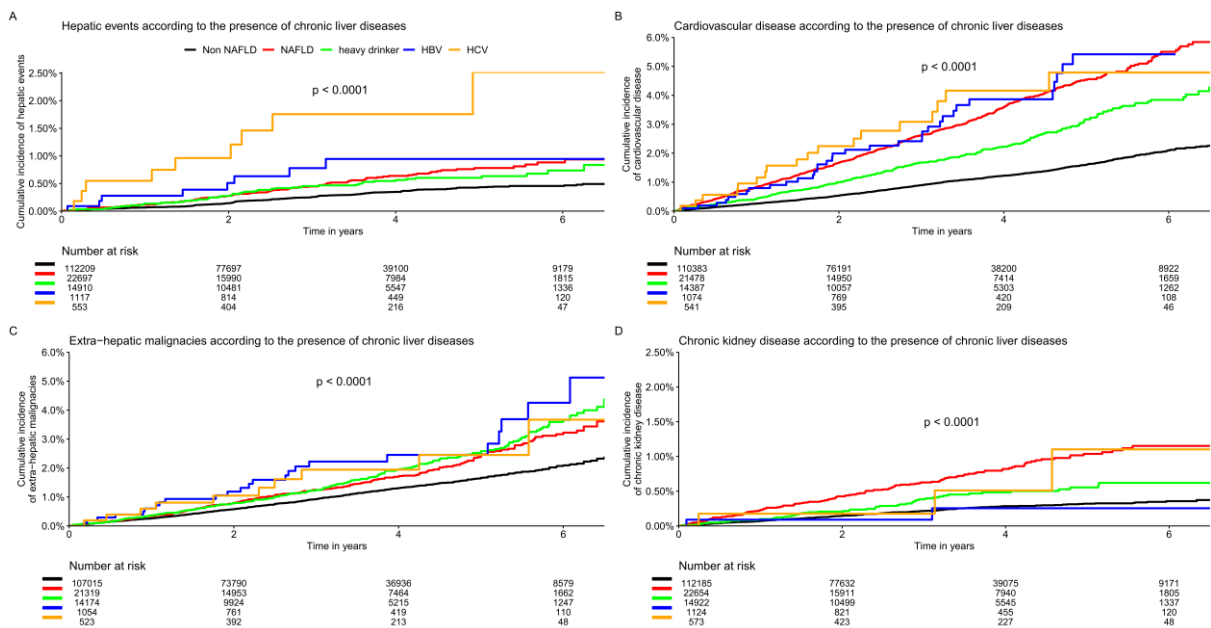 A
Hepatic events according to the presence of chronic liver diseases
Non NAFLD NAFLD heavy drinker HBV HCV
Cumulative incidence of hepatic events
2.50%
2.00%
1.50%
1.00%
0.50%
0.00%
p < 0.0001
0 2 4 6
Time in years
Number at risk
112209 77697 39100 9179
22697 15990 7984 1815
14910 10481 5547 1336
1117 814 449 120
553 404 216 47
B
Cardiovascular disease according to the presence of chronic liver diseases
Cumulative incidence
of cardiovascular disease
6.0%
5.0%
4.0%
3.0%
2.0%
1.0%
0.0%
p < 0.0001
0 2 4 6
Time in years
Number at risk
110383 76191 38200 8922
21478 14950 7414 1659
14387 10057 5303 1262
1074 769 420 108
541 395 209 46
C
Extra−hepatic malignacies according to the presence of chronic liver diseases
Cumulative incidence
of extra−hepatic malignacies
6.0%
5.0%
4.0%
3.0%
2.0%
1.0%
0.0%
p < 0.0001
0 2 4 6
Time in years
Number at risk
107015 73790 36936 8579
21319 14953 7464 1662
14174 9924 5215 1247
1054 761 419 110
523 392 213 48
D
Chronic kidney disease according to the presence of chronic liver diseases
Cumulative incidence
of chronic kidney disease
2.50%
2.00%
1.50%
1.00%
0.50%
0.00%
p < 0.0001
0 2 4 6
Time in years
Number at risk
112185 77632 39075 9171
22654 15911 7940 1805
14922 10499 5545 1337
1124 821 455 120
573 423 227 48